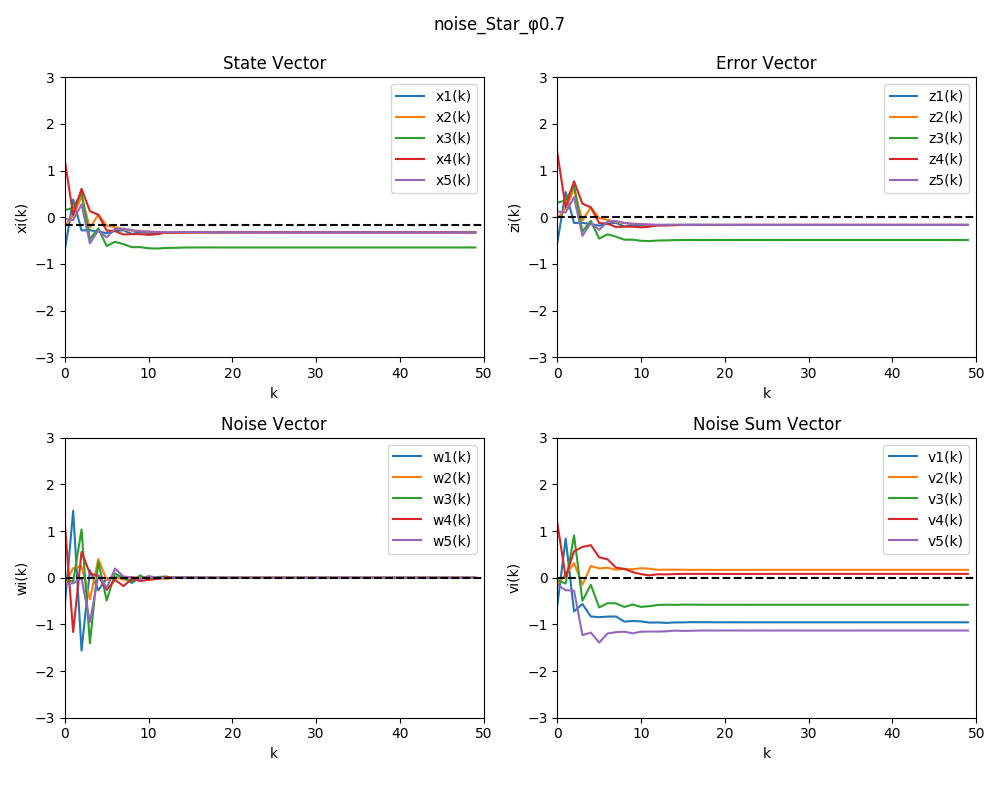 noise_Star_φ0.7
State Vector
3
2
1
0
−1
−2
−3
xi(k)
0
10
20
30
40
50
k
x1(k)
x2(k)
x3(k)
x4(k)
x5(k)
Error Vector
3
2
1
0
−1
−2
−3
zi(k)
0
10
20
30
40
50
k
z1(k)
z2(k)
z3(k)
z4(k)
z5(k)
Noise Vector
3
2
1
0
−1
−2
−3
wi(k)
0
10
20
30
40
50
k
w1(k)
w2(k)
w3(k)
w4(k)
w5(k)
Noise Sum Vector
3
2
1
0
−1
−2
−3
vi(k)
0
10
20
30
40
50
k
v1(k)
v2(k)
v3(k)
v4(k)
v5(k)